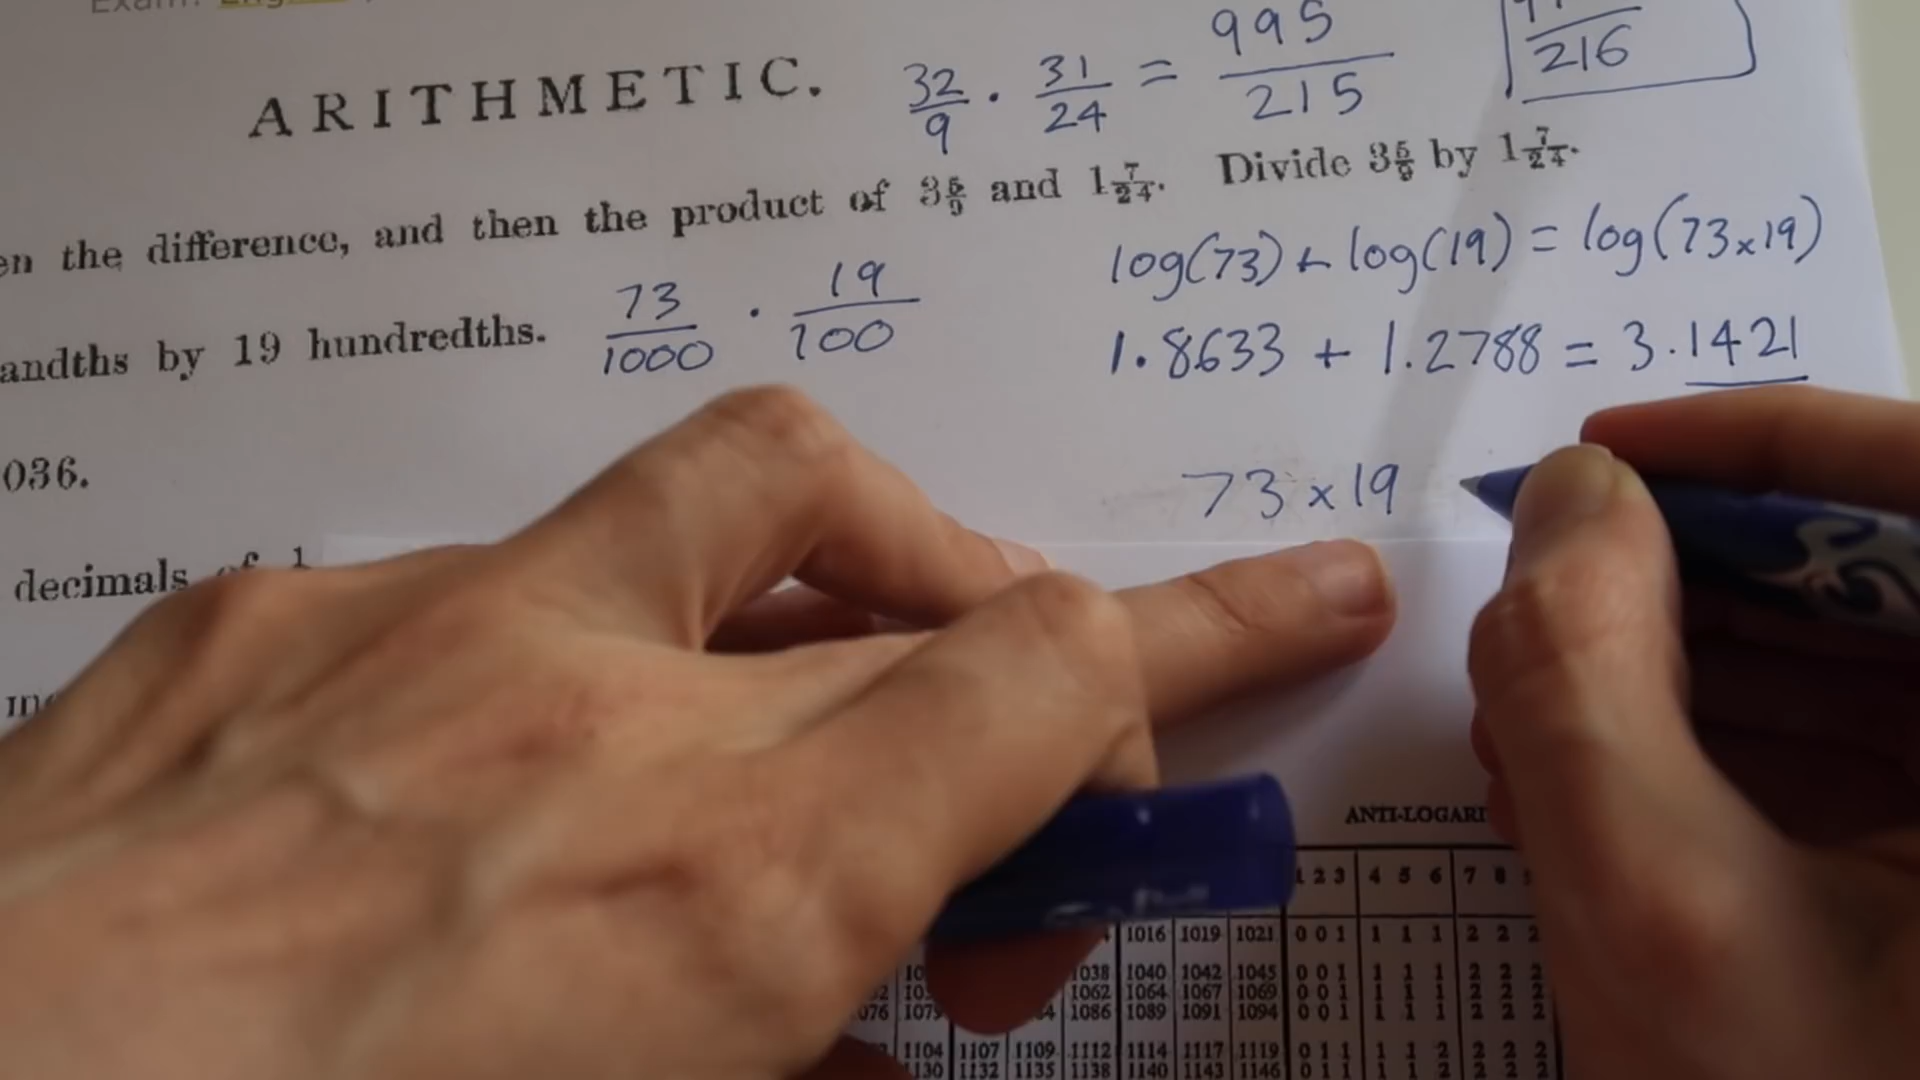 Exam:
ARITHMETIC.
32/9 · 31/24 = 995/215
216
en the difference, and then the product of 3 5/9 and 1 7/24. Divide 3 5/9 by 1 7/24.
log(73) + log(19) = log(73×19)
andths by 19 hundredths.
73/1000 · 19/100
1.8633 + 1.2788 = 3.1421
036.
73 × 19
decimals of 1
ANTI-LOGARI
1 2 3 4 5 6 7 8
1016 1019 1021 0 0 1 1 1 1 2 2 2
1038 1040 1042 1045 0 0 1 1 1 1 2 2 2
1062 1064 1067 1069 0 0 1 1 1 1 2 2 2
076 1079 1086 1089 1091 1094 0 0 1 1 1 1 2 2 2
1104 1107 1109 1112 1114 1117 1119 0 1 1 1 1 2 2 2 2
1130 1132 1135 1138 1140 1143 1146 0 1 1 1 1 2 2 2 2